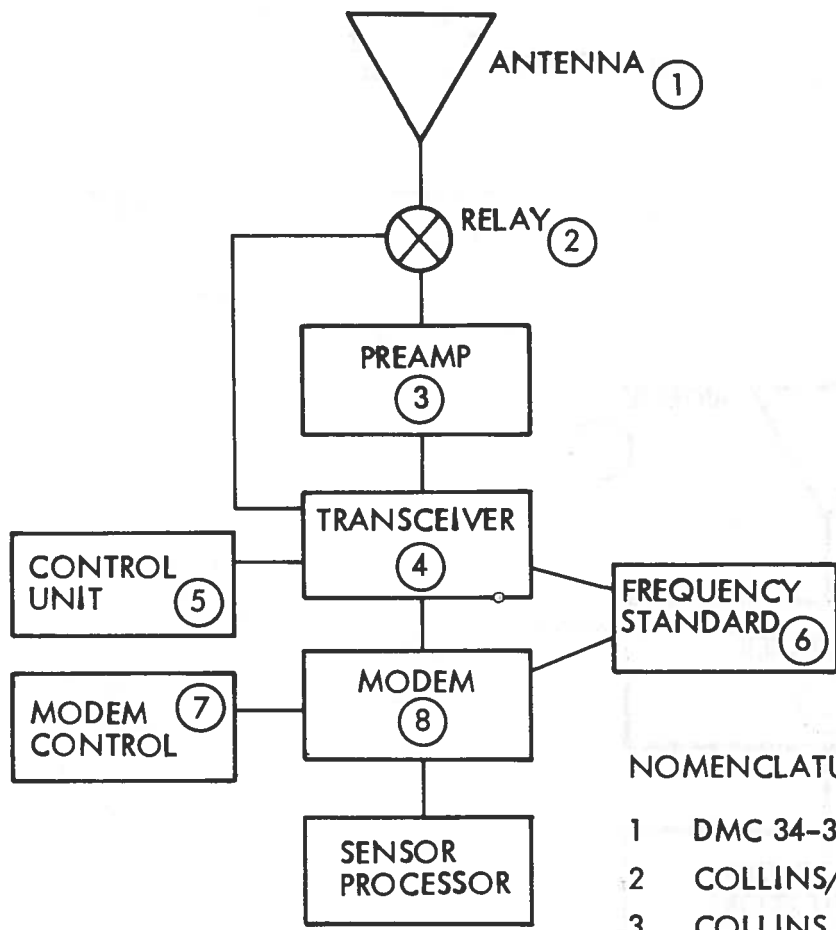 ANTENNA 1
RELAY 2
PREAMP
3
TRANSCEIVER
4
CONTROL
UNIT 5
FREQUENCY
STANDARD 6
MODEM
8
7
MODEM
CONTROL
SENSOR
PROCESSOR
1 DMC
2 COLLINS/
3 COLLINS